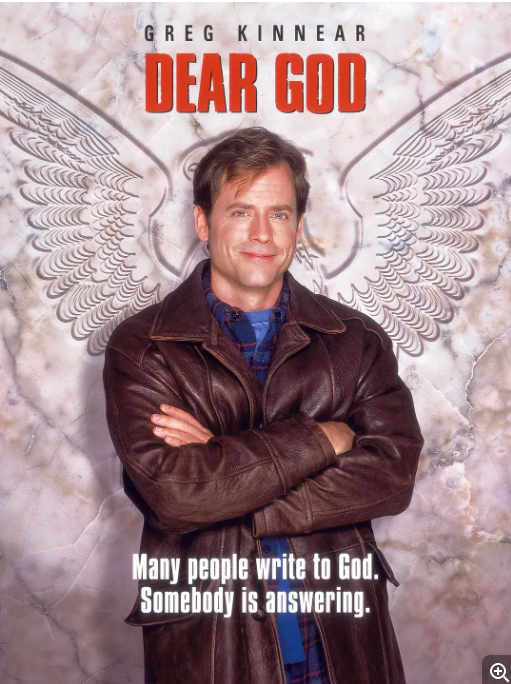 GREG KINNEAR
DEAR GOD
Many people write to God.
Somebody is answering.